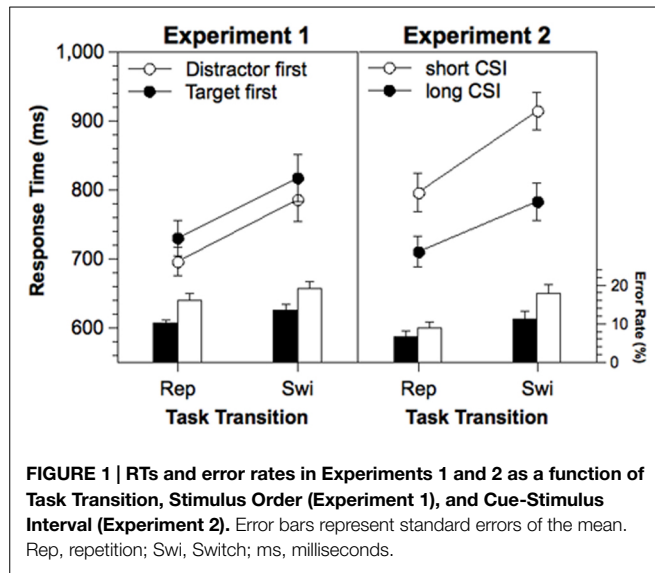 Experiment 1 Experiment 2
1,000
Distractor first
Target first
short CSI
long CSI
900
800
700
600
Response Time (ms)
20
10
0
Error Rate (%)
Rep Swi Rep Swi
Task Transition Task Transition
FIGURE 1 | RTs and error rates in Experiments 1 and 2 as a function of
Task Transition, Stimulus Order (Experiment 1), and Cue-Stimulus
Interval (Experiment 2). Error bars represent standard errors of the mean.
Rep, repetition; Swi, Switch; ms, milliseconds.